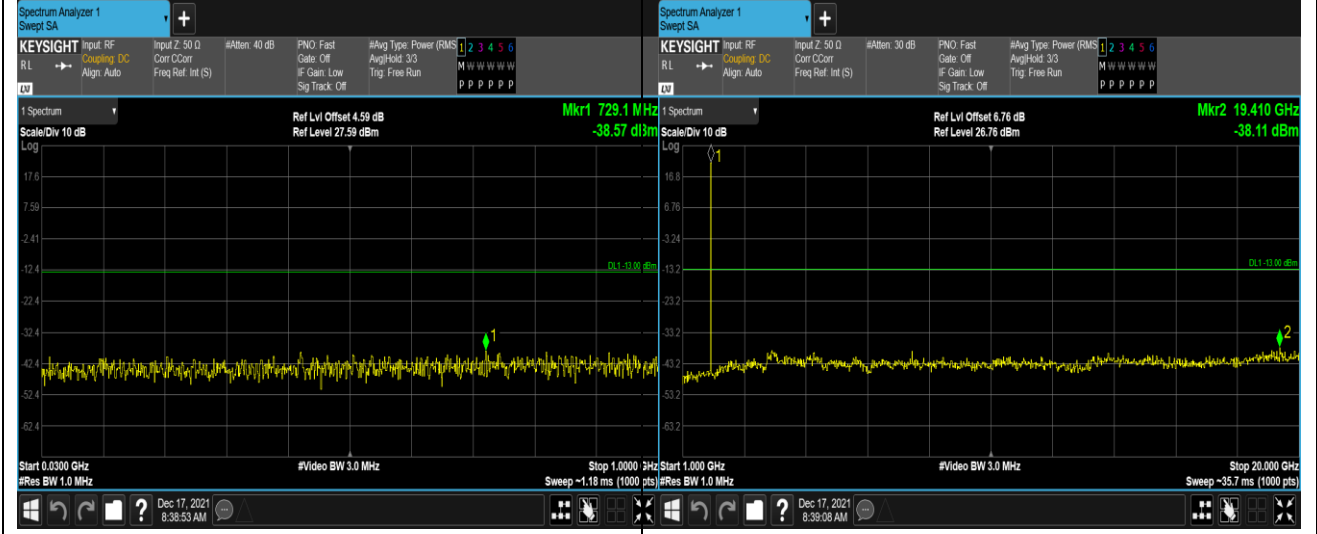 Spectrum Analyzer 1
Swept SA
+
KEYSIGHT Input: RF Input Z: 50 Ω #Atten: 40 dB PNO: Fast #Avg Type: Power (RMS 1 2 3 4 5 6
RL Coupling: DC Corr CCorr Gate: Off Avg|Hold: 3/3 M W W W W W
Align: Auto Freq Ref: Int (S) IF Gain: Low Trig: Free Run
LXI Sig Track: Off P P P P P P
1 Spectrum
Ref Lvl Offset 4.59 dB
Mkr1 729.1 MHz
Scale/Div 10 dB
Ref Level 27.59 dBm
-38.57 dBm
Log
17.6
7.59
-2.41
-12.4
DL1 -13.00 dBm
-22.4
-32.4
1
-42.4
-52.4
-62.4
Start 0.0300 GHz
#Video BW 3.0 MHz
Stop 1.0000 GHz
#Res BW 1.0 MHz
Sweep ~1.18 ms (1000 pts)
?
Dec 17, 2021
8:38:53 AM
Spectrum Analyzer 1
Swept SA
+
KEYSIGHT Input: RF Input Z: 50 Ω #Atten: 30 dB PNO: Fast #Avg Type: Power (RMS 1 2 3 4 5 6
RL Coupling: DC Corr CCorr Gate: Off Avg|Hold: 3/3 M W W W W W
Align: Auto Freq Ref: Int (S) IF Gain: Low Trig: Free Run
LXI Sig Track: Off P P P P P P
1 Spectrum
Ref Lvl Offset 6.76 dB
Mkr2 19.410 GHz
Scale/Div 10 dB
Ref Level 26.76 dBm
-38.11 dBm
Log
1
16.8
6.76
-3.24
-13.2
DL1 -13.00 dBm
-23.2
-33.2
2
-43.2
-53.2
-63.2
Start 1.000 GHz
#Video BW 3.0 MHz
Stop 20.000 GHz
#Res BW 1.0 MHz
Sweep ~35.7 ms (1000 pts)
?
Dec 17, 2021
8:39:08 AM